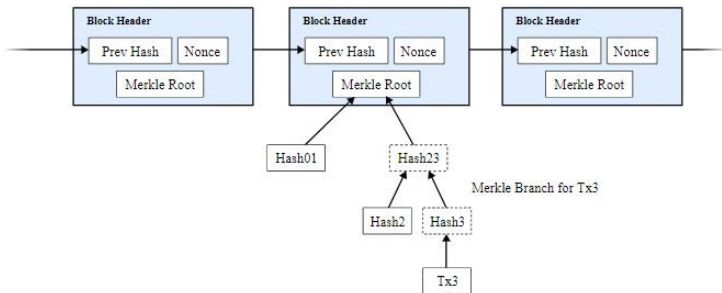 Block Header
Block Header
Block Header
Prev Hash
Nonce
Prev Hash
Nonce
Prev Hash
Nonce
Merkle Root
Merkle Root
Merkle Root
Hash01
Hash23
Merkle Branch for Tx3
Hash2
Hash3
Tx3